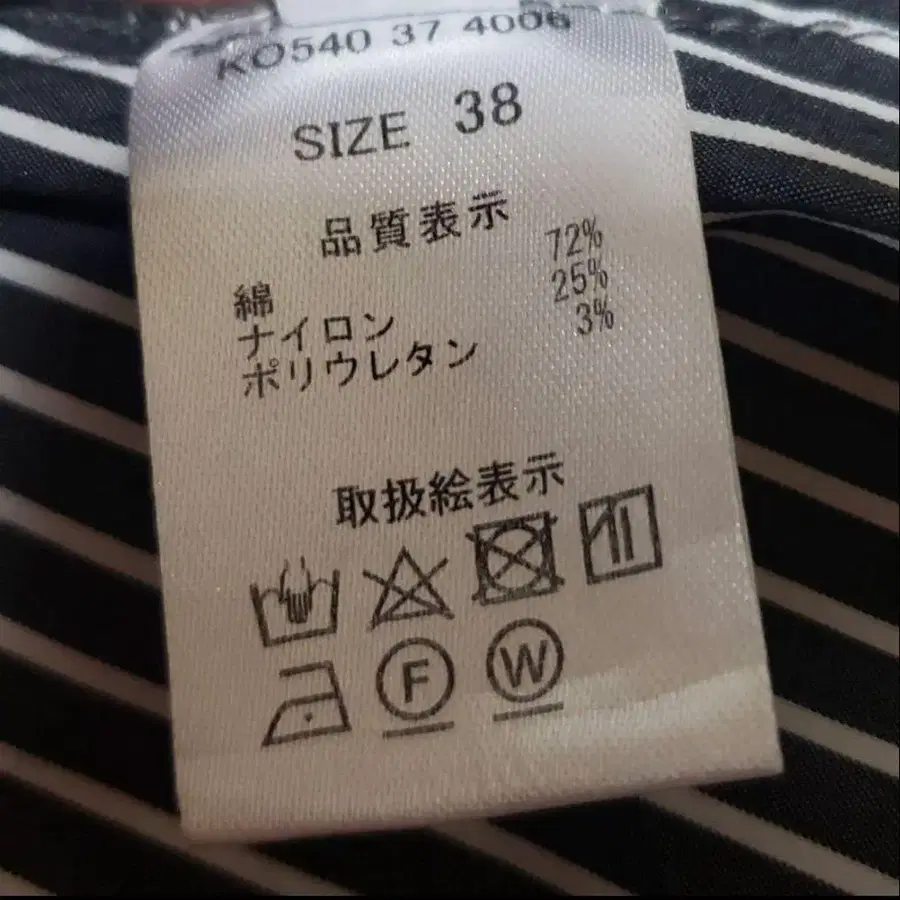 KO540 37 4006
SIZE 38
品質表示
綿 72%
ナイロン 25%
ポリウレタン 3%
取扱絵表示
F W